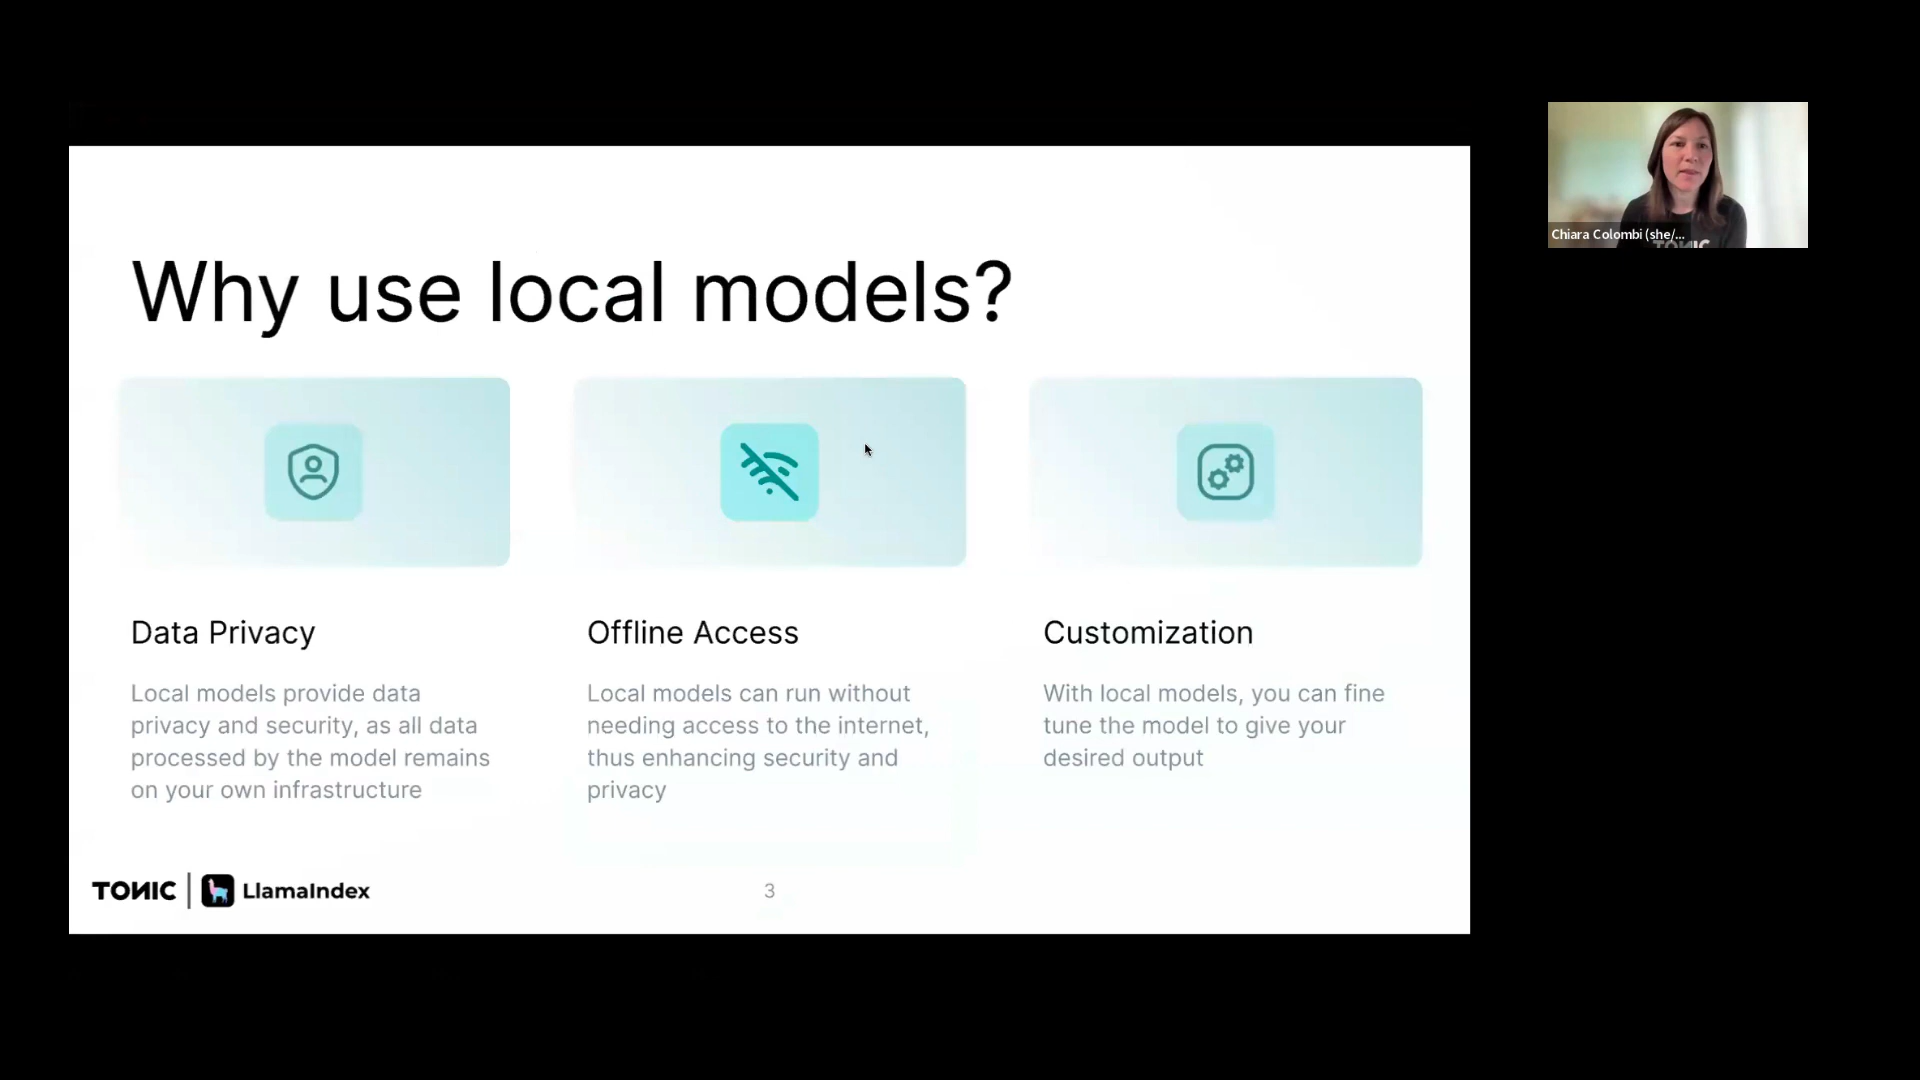 Why use local models?
Data Privacy
Local models provide data
privacy and security, as all data
processed by the model remains
on your own infrastructure
Offline Access
Local models can run without
needing access to the internet,
thus enhancing security and
privacy
Customization
With local models, you can fine
tune the model to give your
desired output
TONIC
LlamaIndex
3
Chiara Colombi (she/...
TONIC